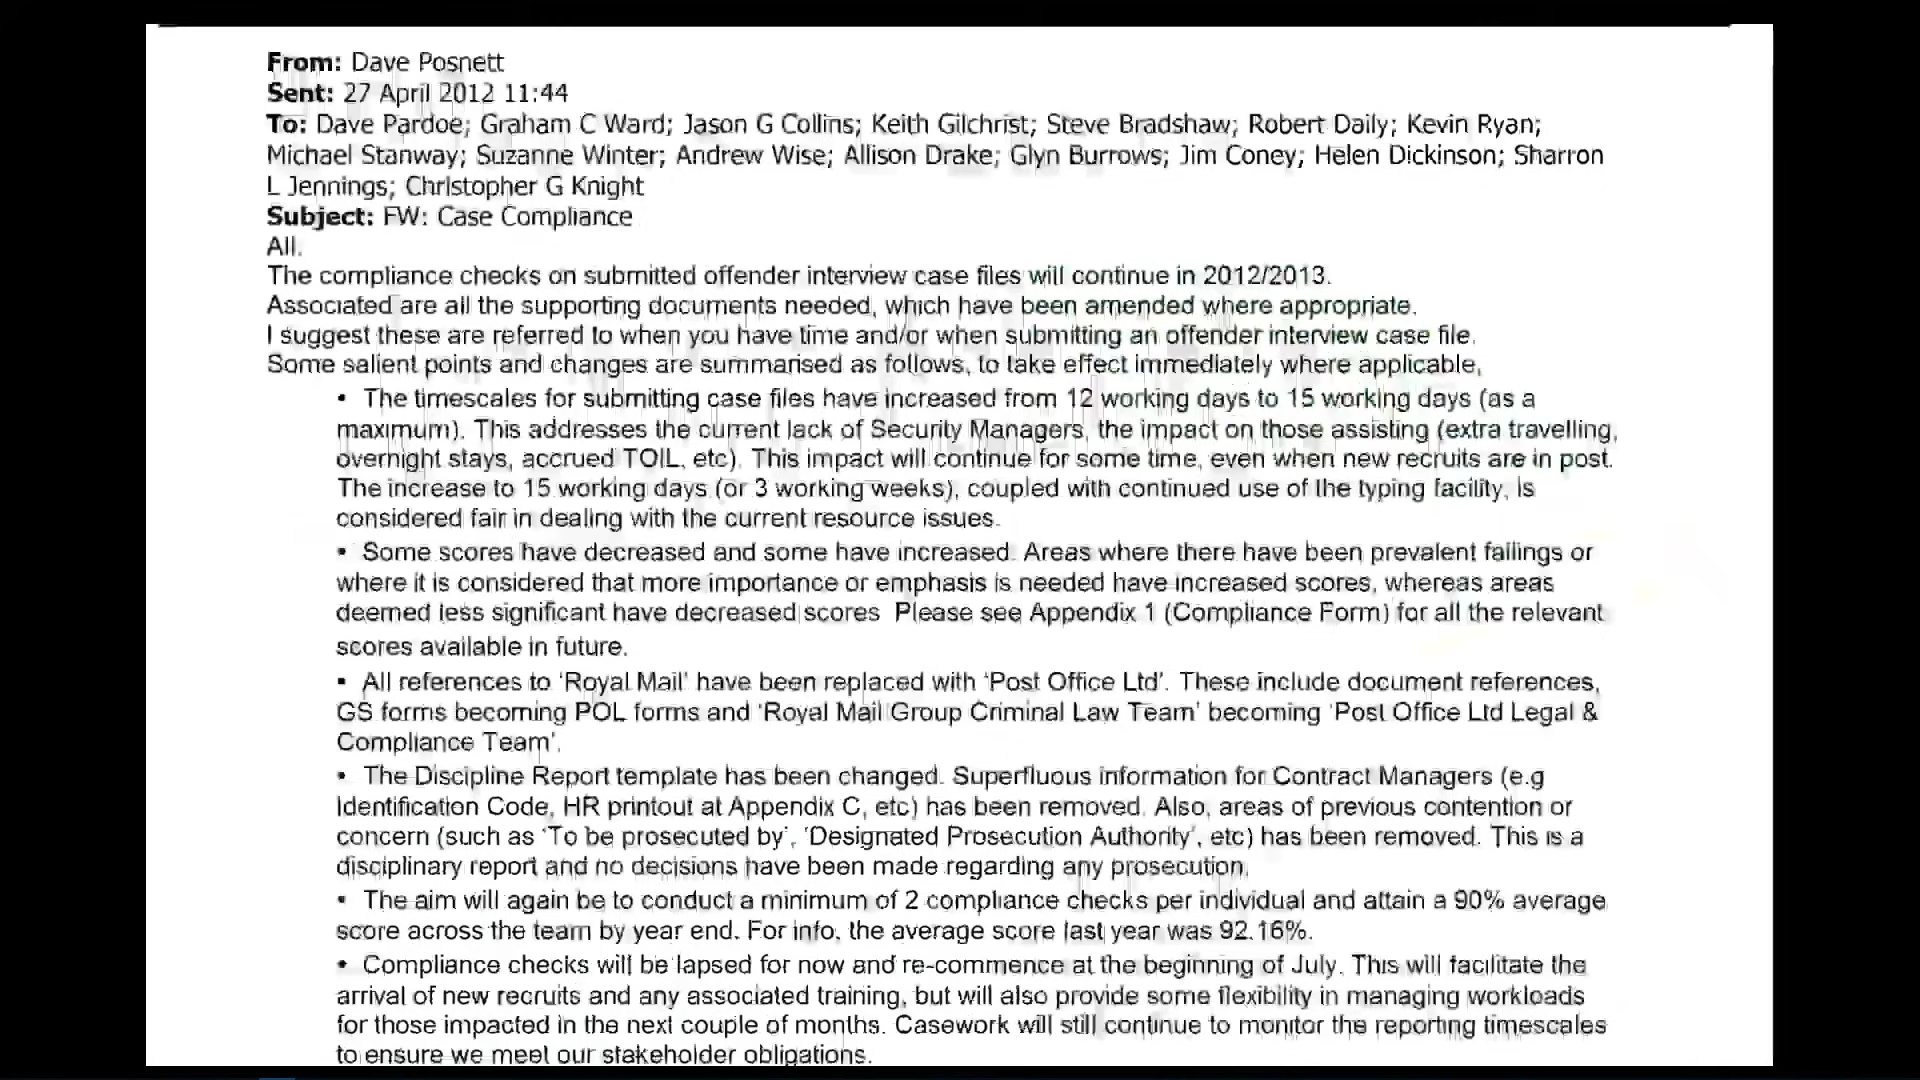 From: Dave Posnett
Sent: 27 April 2012 11:44
To: Dave Pardoe; Graham C Ward; Jason G Collins; Keith Gilchrist; Steve Bradshaw; Robert Daily; Kevin Ryan;
Michael Stanway; Suzanne Winter; Andrew Wise; Allison Drake; Glyn Burrows; Jim Coney; Helen Dickinson; Sharron
L Jennings; Christopher G Knight
Subject: FW: Case Compliance
All.
The compliance checks on submitted offender interview case files will continue in 2012/2013.
Associated are all the supporting documents needed, which have been amended where appropriate.
I suggest these are referred to when you have time and/or when submitting an offender interview case file.
Some salient points and changes are summarised as follows, to take effect immediately where applicable,
• The timescales for submitting case files have increased from 12 working days to 15 working days (as a
maximum). This addresses the current lack of Security Managers, the impact on those assisting (extra travelling,
overnight stays, accrued TOIL, etc). This impact will continue for some time, even when new recruits are in post.
The increase to 15 working days (or 3 working weeks), coupled with continued use of the typing facility, is
considered fair in dealing with the current resource issues.
• Some scores have decreased and some have increased. Areas where there have been prevalent failings or
where it is considered that more importance or emphasis is needed have increased scores, whereas areas
deemed less significant have decreased scores Please see Appendix 1 (Compliance Form) for all the relevant
scores available in future.
• All references to ‘Royal Mail’ have been replaced with ‘Post Office Ltd’. These include document references,
GS forms becoming POL forms and ‘Royal Mail Group Criminal Law Team’ becoming ‘Post Office Ltd Legal &
Compliance Team’.
• The Discipline Report template has been changed. Superfluous information for Contract Managers (e.g
Identification Code, HR printout at Appendix C, etc) has been removed. Also, areas of previous contention or
concern (such as ‘To be prosecuted by’, ‘Designated Prosecution Authority’, etc) has been removed. This is a
disciplinary report and no decisions have been made regarding any prosecution.
• The aim will again be to conduct a minimum of 2 compliance checks per individual and attain a 90% average
score across the team by year end. For info, the average score last year was 92.16%.
• Compliance checks will be lapsed for now and re-commence at the beginning of July. This will facilitate the
arrival of new recruits and any associated training, but will also provide some flexibility in managing workloads
for those impacted in the next couple of months. Casework will still continue to monitor the reporting timescales
to ensure we meet our stakeholder obligations.